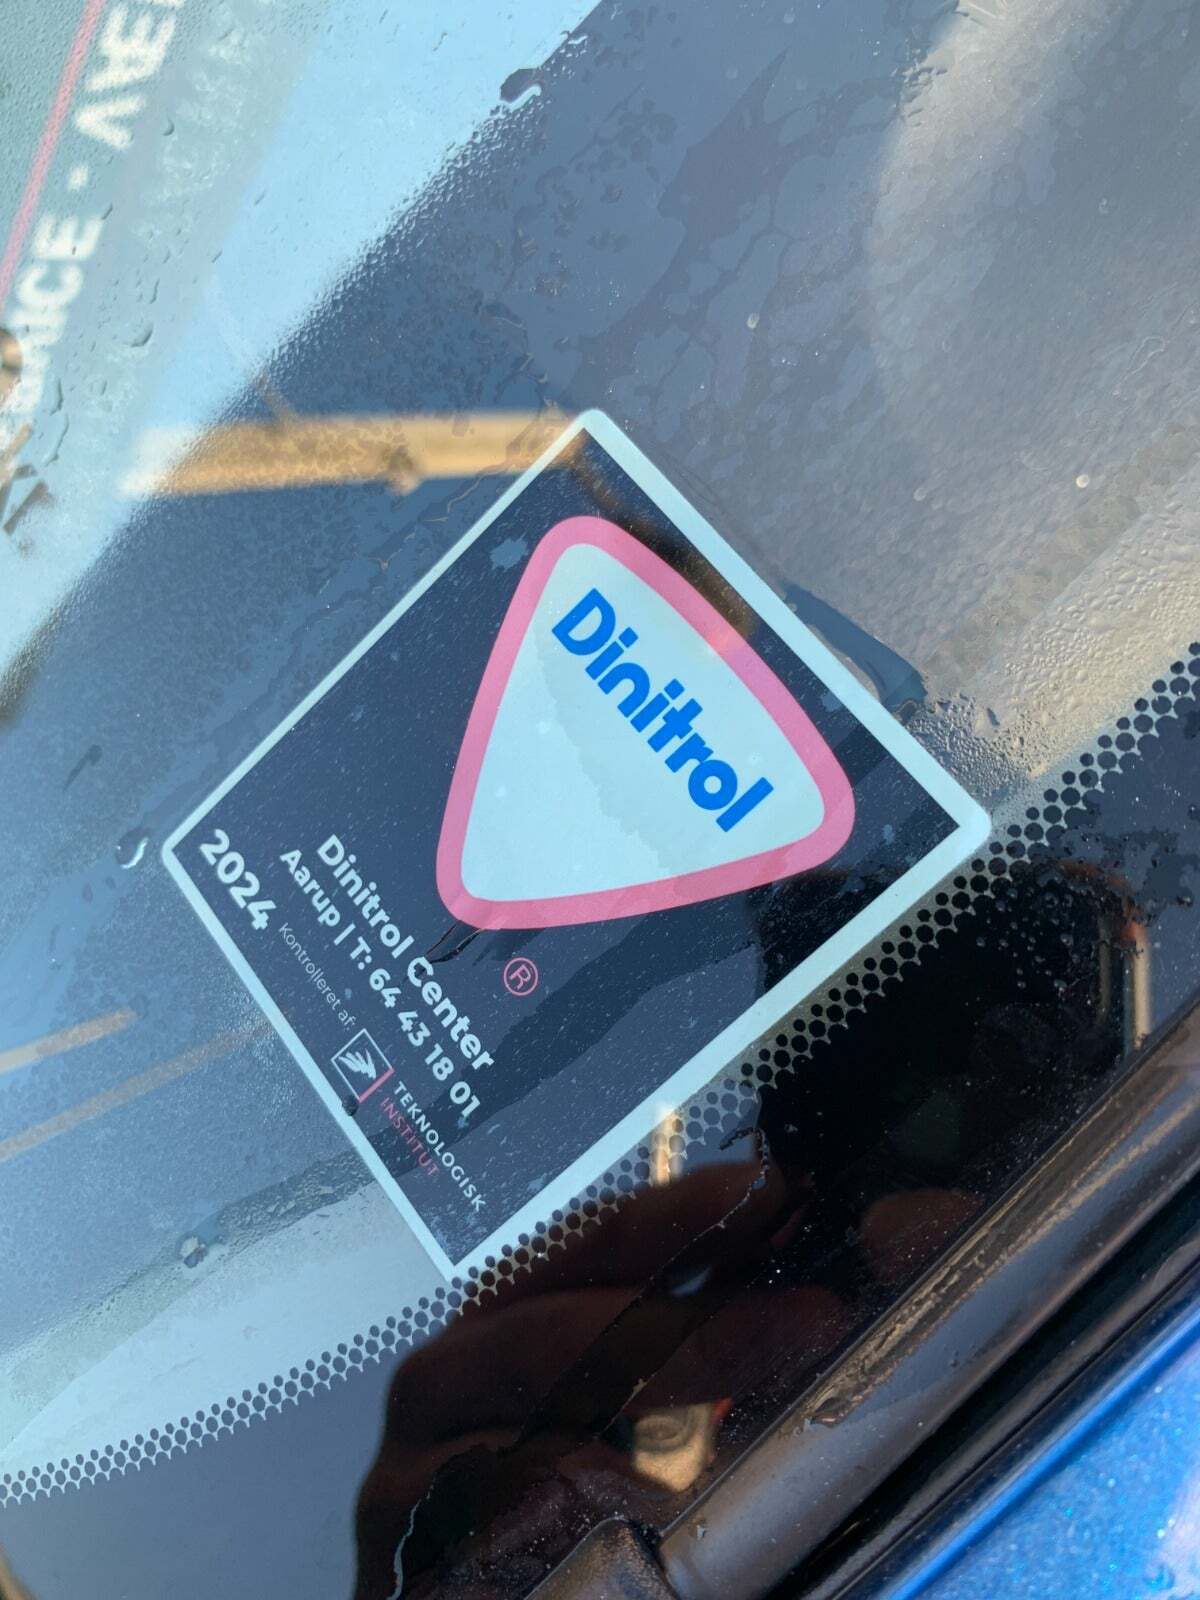 Dinitrol
®
Dinitrol Center
Aarup | T: 64 43 18 01
2024
Kontrolleret af:
TEKNOLOGISK
INSTITUT